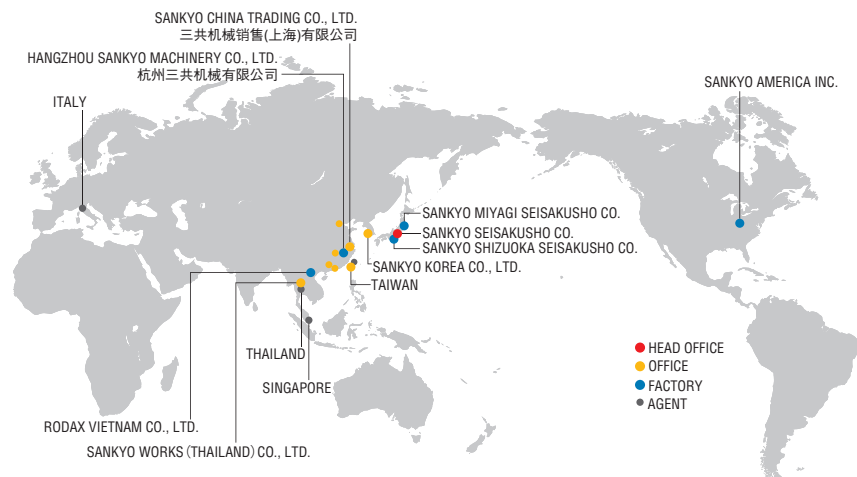 SANKYO CHINA TRADING CO., LTD.
三共机械销售(上海)有限公司
HANGZHOU SANKYO MACHINERY CO., LTD.
杭州三共机械有限公司
ITALY
SANKYO AMERICA INC.
SANKYO MIYAGI SEISAKUSHO CO.
SANKYO SEISAKUSHO CO.
SANKYO SHIZUOKA SEISAKUSHO CO.
SANKYO KOREA CO., LTD.
TAIWAN
THAILAND
SINGAPORE
RODAX VIETNAM CO., LTD.
SANKYO WORKS (THAILAND) CO., LTD.
HEAD OFFICE
OFFICE
FACTORY
AGENT